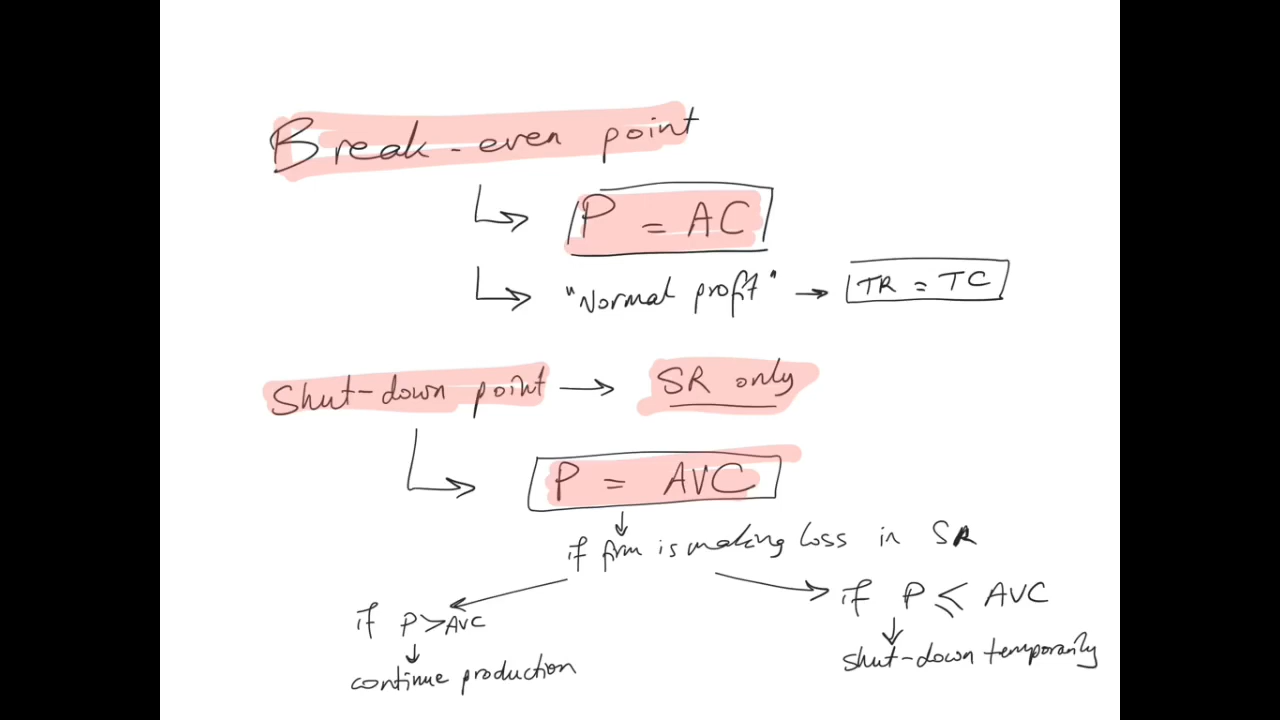 Break-even point
P = AC
"Normal profit" → TR = TC
Shut-down point → SR only
P = AVC
if firm is making loss in SR
if P > AVC
continue production
if P ≤ AVC
shut-down temporarily